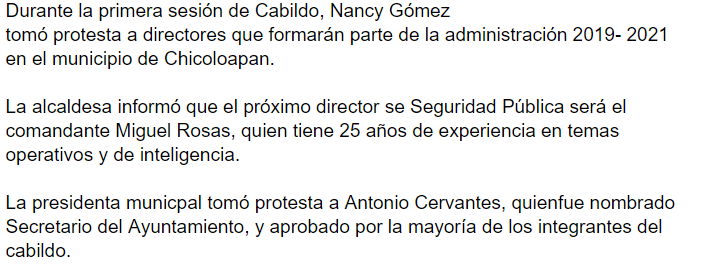 Durante la primera sesión de Cabildo, Nancy Gómez
tomó protesta a directores que formarán parte de la administración 2019- 2021
en el municipio de Chicoloapan.
La alcaldesa informó que el próximo director se Seguridad Pública será el
comandante Miguel Rosas, quien tiene 25 años de experiencia en temas
operativos y de inteligencia.
La presidenta municpal tomó protesta a Antonio Cervantes, quienfue nombrado
Secretario del Ayuntamiento, y aprobado por la mayoría de los integrantes del
cabildo.